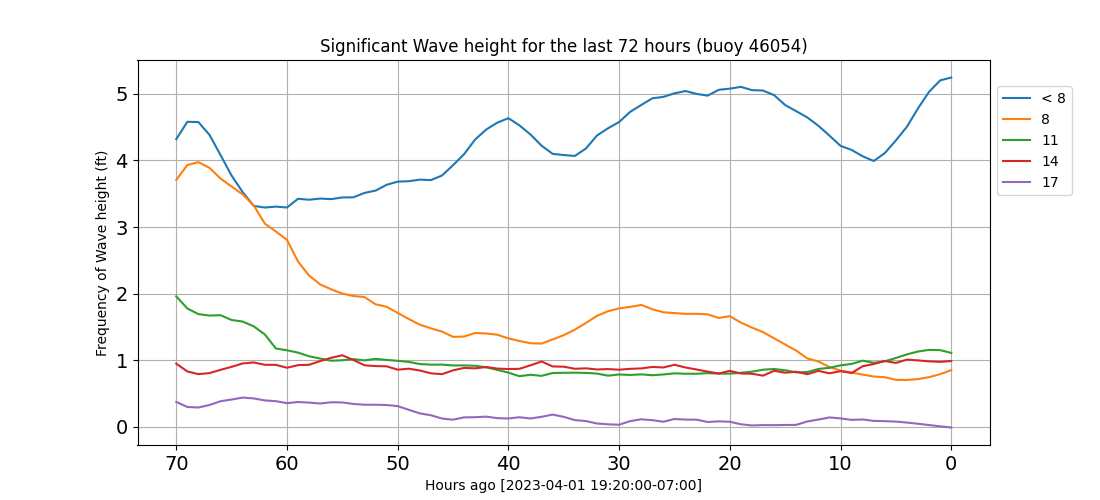 Significant Wave height for the last 72 hours (buoy 46054)
Frequency of Wave height (ft)
5
4
3
2
1
0
70 60 50 40 30 20 10 0
Hours ago [2023-04-01 19:20:00-07:00]
< 8
8
11
14
17